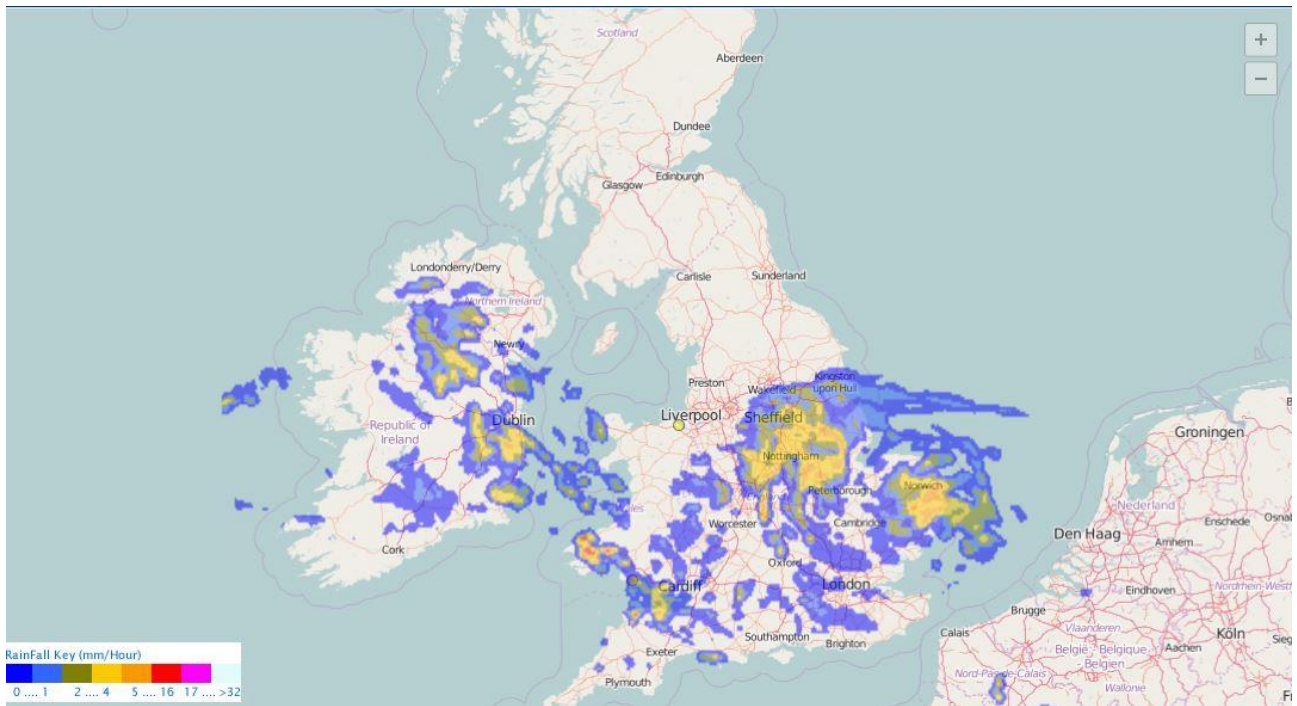 Scotland
Aberdeen
Dundee
Glasgow
Edinburgh
Carlisle
Sunderland
Londonderry/Derry
Northern Ireland
Newry
Preston
Wakefield
Kingston
upon Hull
Liverpool
Sheffield
Dublin
Republic of
Ireland
Nottingham
Groningen
Norwich
Peterborough
Nederland
Worcester
Cambridge
Enschede
Den Haag
Arnhem
Cork
Oxford
Cardiff
London
Eindhoven
Brugge
Vlaanderen
Southampton
Brighton
Calais
Köln
België - Belgique
- Belgien
Aachen
Exeter
Plymouth
Nord-Pas-de-Calais
Wallonie
+
−
RainFall Key (mm/Hour)
0 .... 1 2 .... 4 5 .... 16 17 .... >32